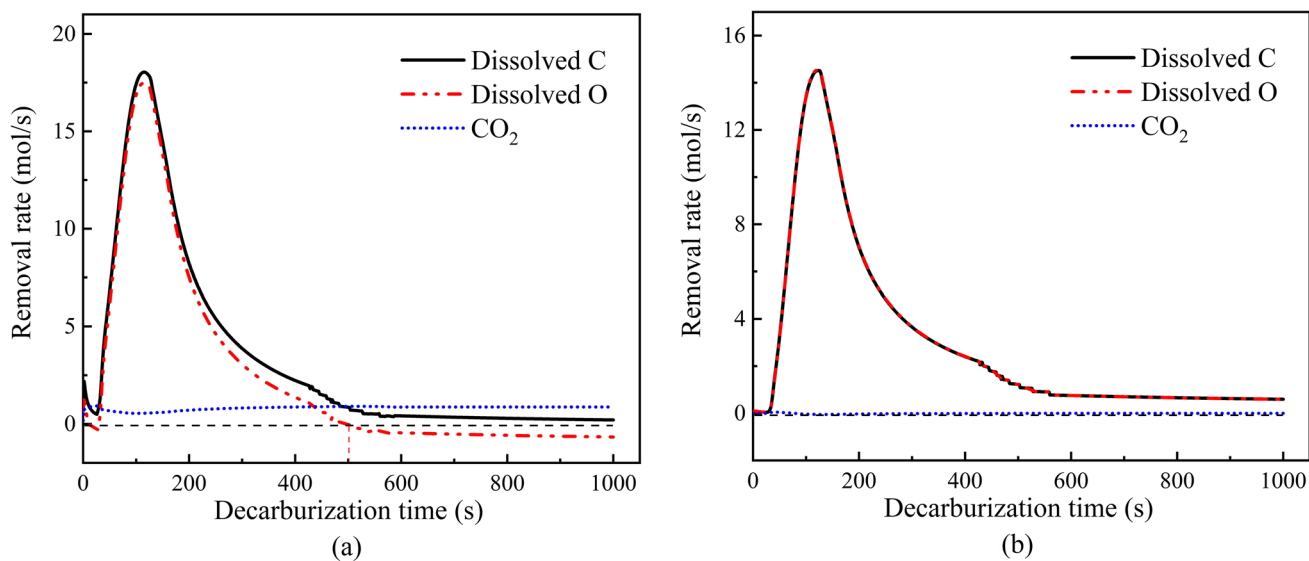 20
15
10
5
0
Removal rate (mol/s)
Dissolved C
Dissolved O
CO₂
0 200 400 600 800 1000
Decarburization time (s)
(a)
16
12
8
4
0
Removal rate (mol/s)
Dissolved C
Dissolved O
CO₂
0 200 400 600 800 1000
Decarburization time (s)
(b)